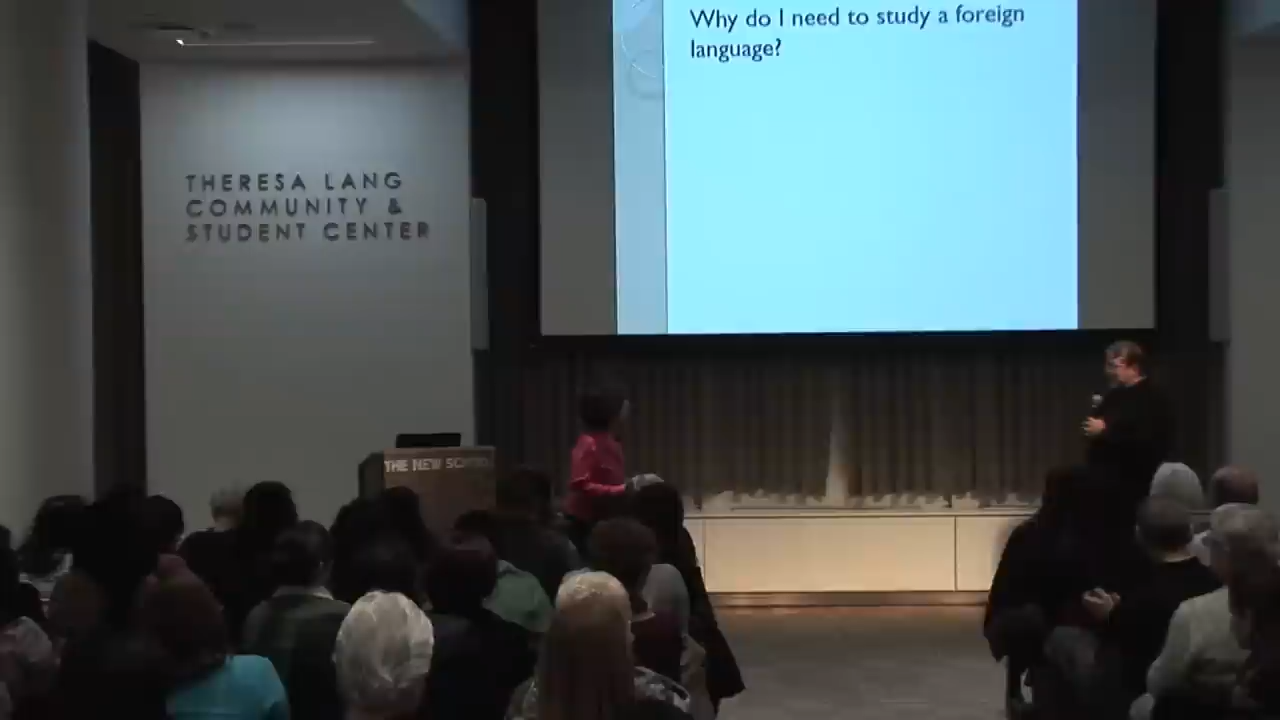 Why do I need to study a foreign
language?
THERESA LANG
COMMUNITY &
STUDENT CENTER
THE NEW SCHOOL